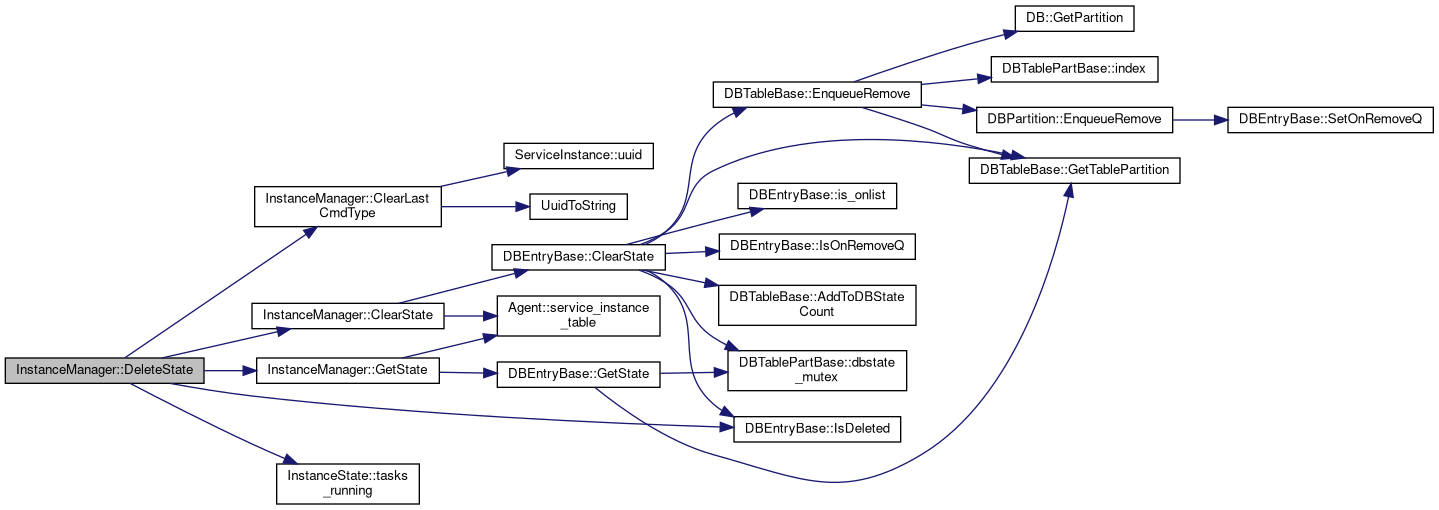 DB::GetPartition
DBTablePartBase::index
DBTableBase::EnqueueRemove
DBPartition::EnqueueRemove
DBEntryBase::SetOnRemoveQ
ServiceInstance::uuid
DBTableBase::GetTablePartition
InstanceManager::ClearLast
CmdType
UuidToString
DBEntryBase::is_onlist
DBEntryBase::ClearState
DBEntryBase::IsOnRemoveQ
InstanceManager::ClearState
Agent::service_instance
_table
DBTableBase::AddToDBState
Count
InstanceManager::DeleteState
InstanceManager::GetState
DBEntryBase::GetState
DBTablePartBase::dbstate
_mutex
DBEntryBase::IsDeleted
InstanceState::tasks
_running